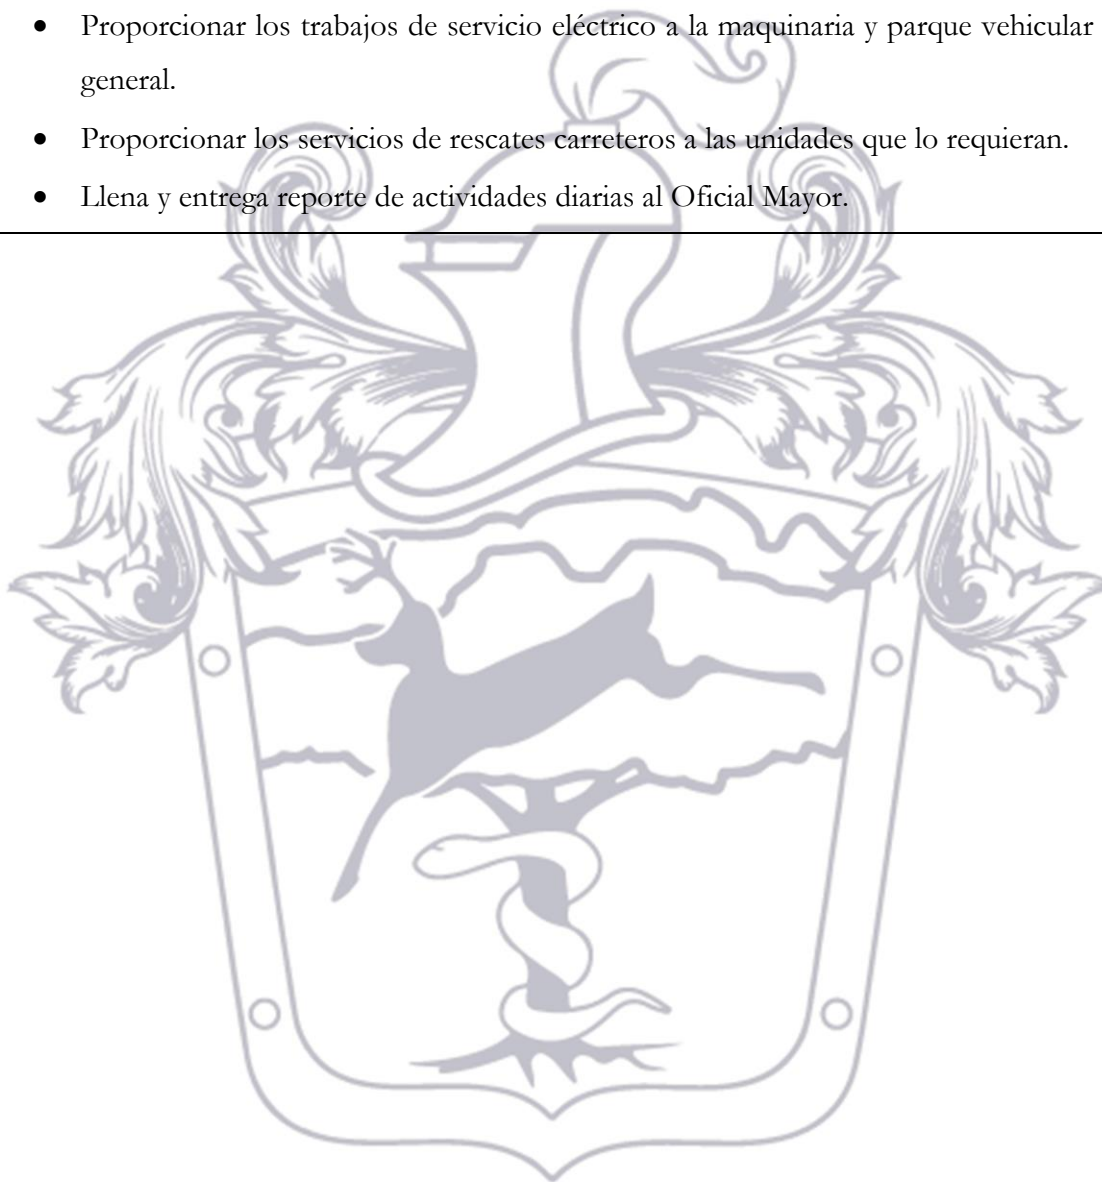 • Proporcionar los trabajos de servicio eléctrico a la maquinaria y parque vehicular
general.
• Proporcionar los servicios de rescates carreteros a las unidades que lo requieran.
• Llena y entrega reporte de actividades diarias al Oficial Mayor.